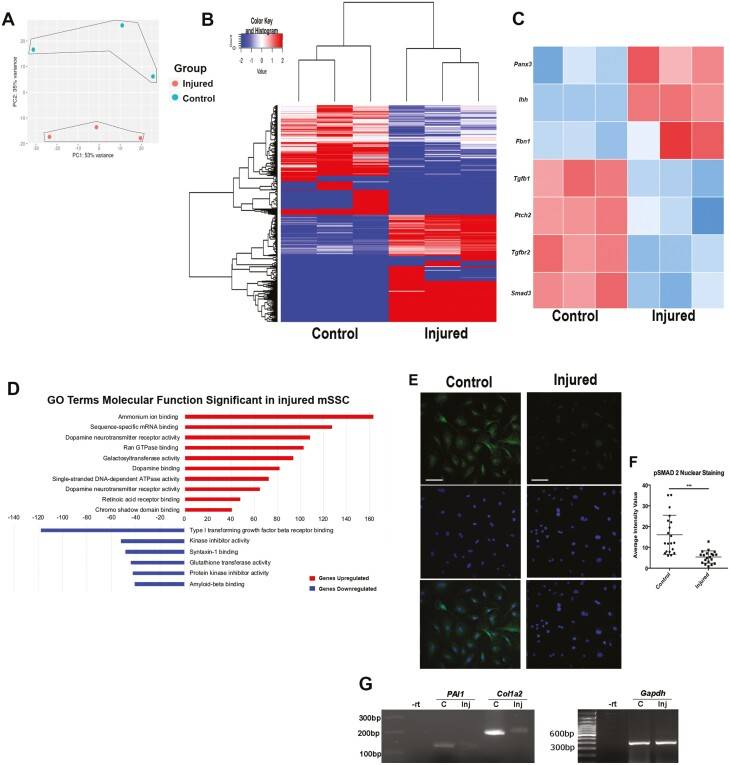 A
20
10
0
-10
-20
PC2: 35% variance
PC1: 53% variance
Group
Injured
Control
B
Color Key
and Histogram
-2 -1 0 1 2
Value
Control Injured
C
Panx3
Ihh
Fbn1
Tgfb1
Ptch2
Tgfbr2
Smad3
Control Injured
D
GO Terms Molecular Function Significant in injured mSSC
Ammonium ion binding
Sequence-specific mRNA binding
Dopamine neurotransmitter receptor activity
Ran GTPase binding
Galactosyltransferase activity
Dopamine binding
Single-stranded DNA-dependent ATPase activity
Dopamine neurotransmitter receptor activity
Retinoic acid receptor binding
Chromo shadow domain binding
-140 -120 -100 -80 -60 -40 -20 0 20 40 60 80 100 120 140 160
Type I transforming growth factor beta receptor binding
Kinase inhibitor activity
Syntaxin-1 binding
Glutathione transferase activity
Protein kinase inhibitor activity
Amyloid-beta binding
Genes Upregulated
Genes Downregulated
E
Control Injured
F
pSMAD 2 Nuclear Staining
***
40
30
20
10
0
Average Intensity Value
Control Injured
G
-rt PAI1 Col1a2
C Inj C Inj
300bp
200bp
100bp
-rt Gapdh
C Inj
600bp
300bp